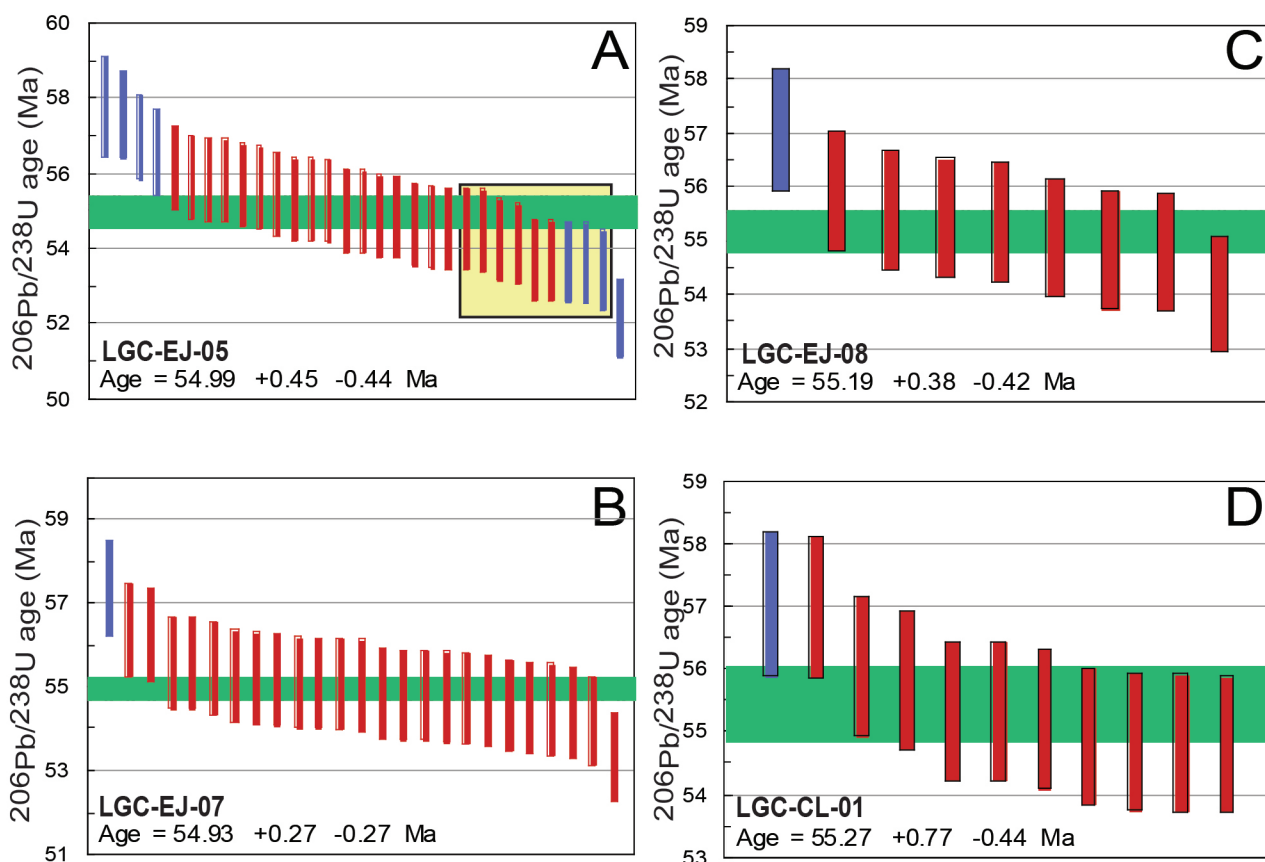 A
206Pb/238U age (Ma)
60
58
56
54
52
50
LGC-EJ-05
Age = 54.99 +0.45 -0.44 Ma
C
206Pb/238U age (Ma)
59
58
57
56
55
54
53
52
LGC-EJ-08
Age = 55.19 +0.38 -0.42 Ma
B
206Pb/238U age (Ma)
59
57
55
53
51
LGC-EJ-07
Age = 54.93 +0.27 -0.27 Ma
D
206Pb/238U age (Ma)
59
58
57
56
55
54
53
LGC-CL-01
Age = 55.27 +0.77 -0.44 Ma